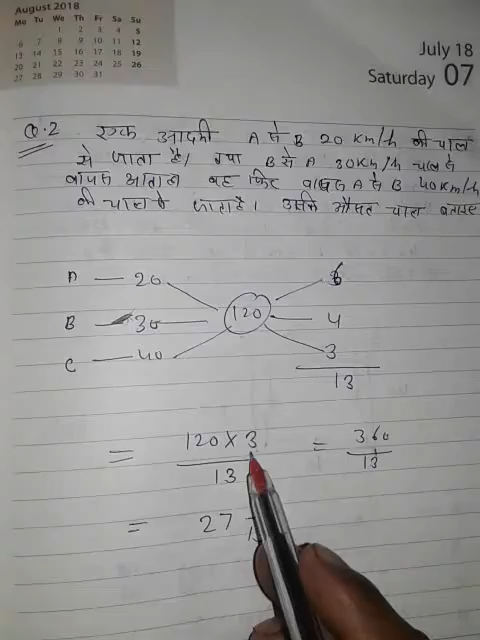 August 2018
Mo Tu We Th Fr Sa Su
1 2 3 4 5
6 7 8 9 10 11 12
13 14 15 16 17 18 19
20 21 22 23 24 25 26
27 28 29 30 31
July 18
Saturday 07
Q.2 एक आदमी A से B 20 Km/h की चाल
से जाता है। तथा B से A 30Km/h चाल से
वापस आता है वह फिर वापस A से B 40Km/h
की चाल से जाता है। उसकी औसत चाल बताइए
A — 20 6
B — 30 — 120 — 4
C — 40 3
13
= 120 × 3 / 13 = 360 / 13
= 27